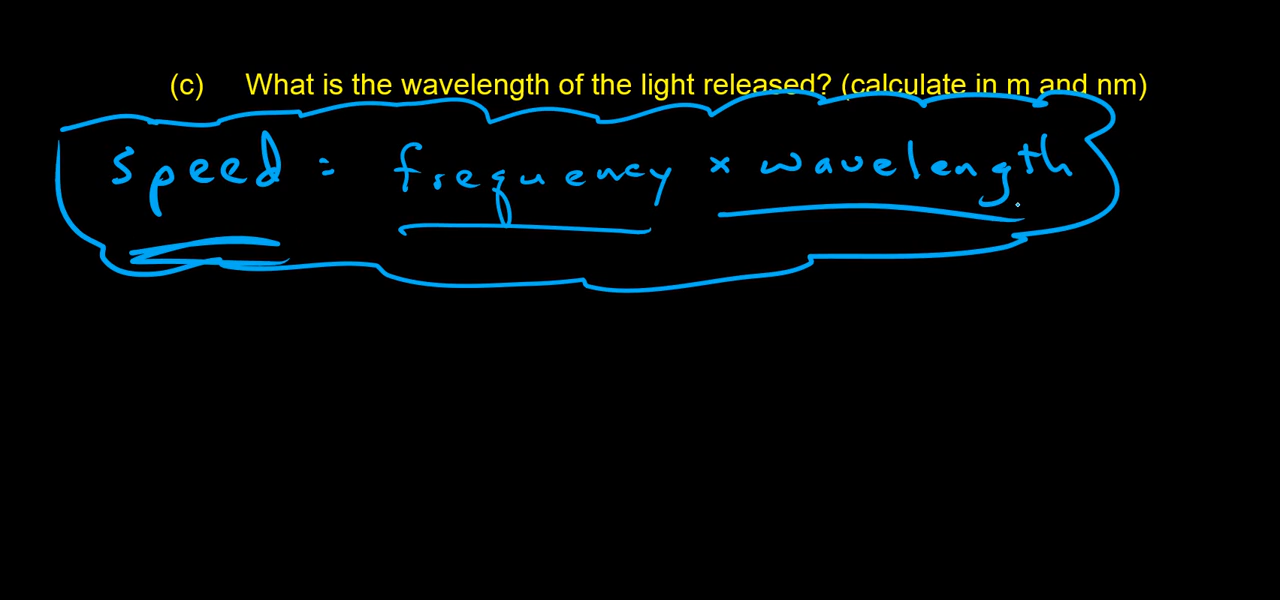 (c) What is the wavelength of the light released? (calculate in m and nm)
speed = frequency x wavelength